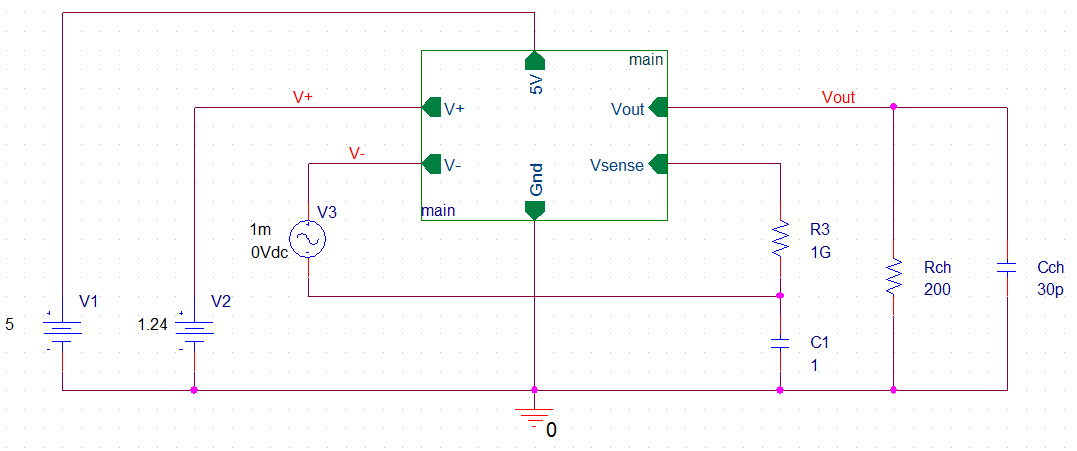 main
5V
V+
V+
Vout
Vout
V-
V-
Vsense
Gnd
main
V3
1m
0Vdc
R3
1G
Rch
200
Cch
30p
V1
5
V2
1.24
C1
1
0